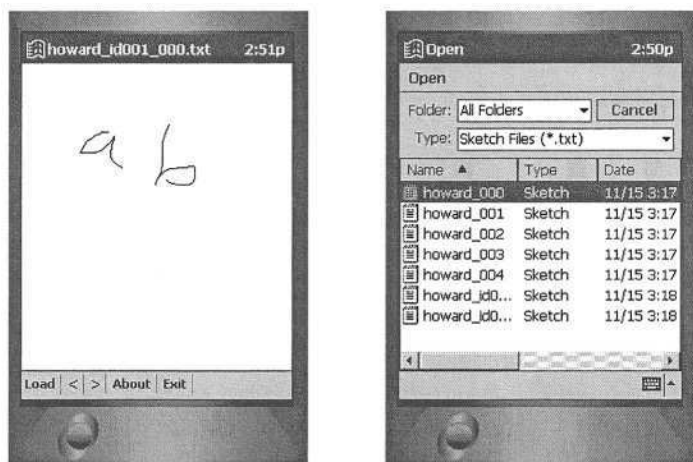 howard_id001_000.txt 2:51p
a b
Load < > About Exit
Open 2:50p
Open
Folder: All Folders Cancel
Type: Sketch Files (*.txt)
Name Type Date
howard_000 Sketch 11/15 3:17
howard_001 Sketch 11/15 3:17
howard_002 Sketch 11/15 3:17
howard_003 Sketch 11/15 3:17
howard_004 Sketch 11/15 3:17
howard_id0... Sketch 11/15 3:18
howard_id0... Sketch 11/15 3:18